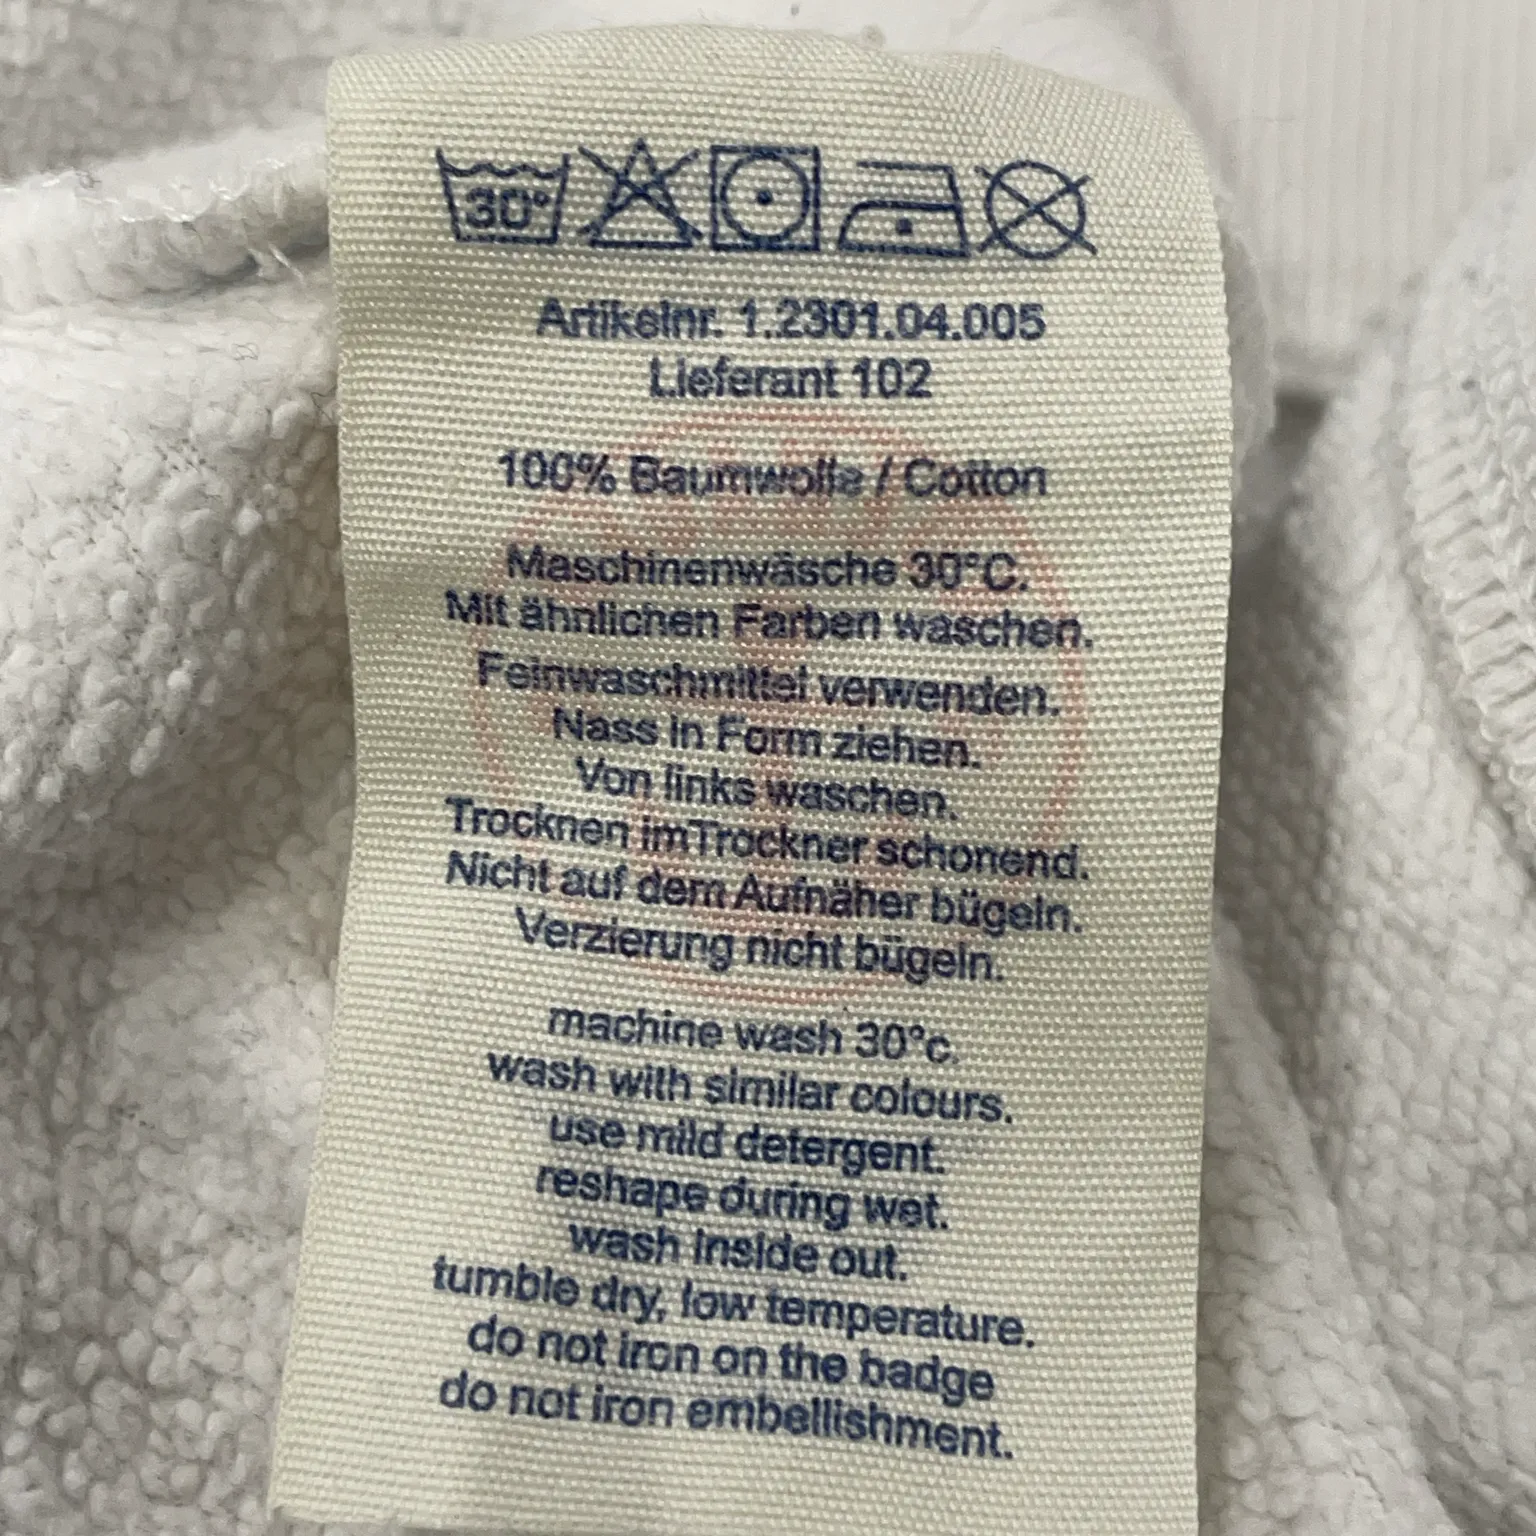 30°
Artikelnr. 1.2301.04.005
Lieferant 102
100% Baumwolle / Cotton
Maschinenwäsche 30°C.
Mit ähnlichen Farben waschen.
Feinwaschmittel verwenden.
Nass in Form ziehen.
Von links waschen.
Trocknen imTrockner schonend.
Nicht auf dem Aufnäher bügeln.
Verzierung nicht bügeln.
machine wash 30°c.
wash with similar colours.
use mild detergent.
reshape during wet.
wash inside out.
tumble dry, low temperature.
do not iron on the badge
do not iron embellishment.